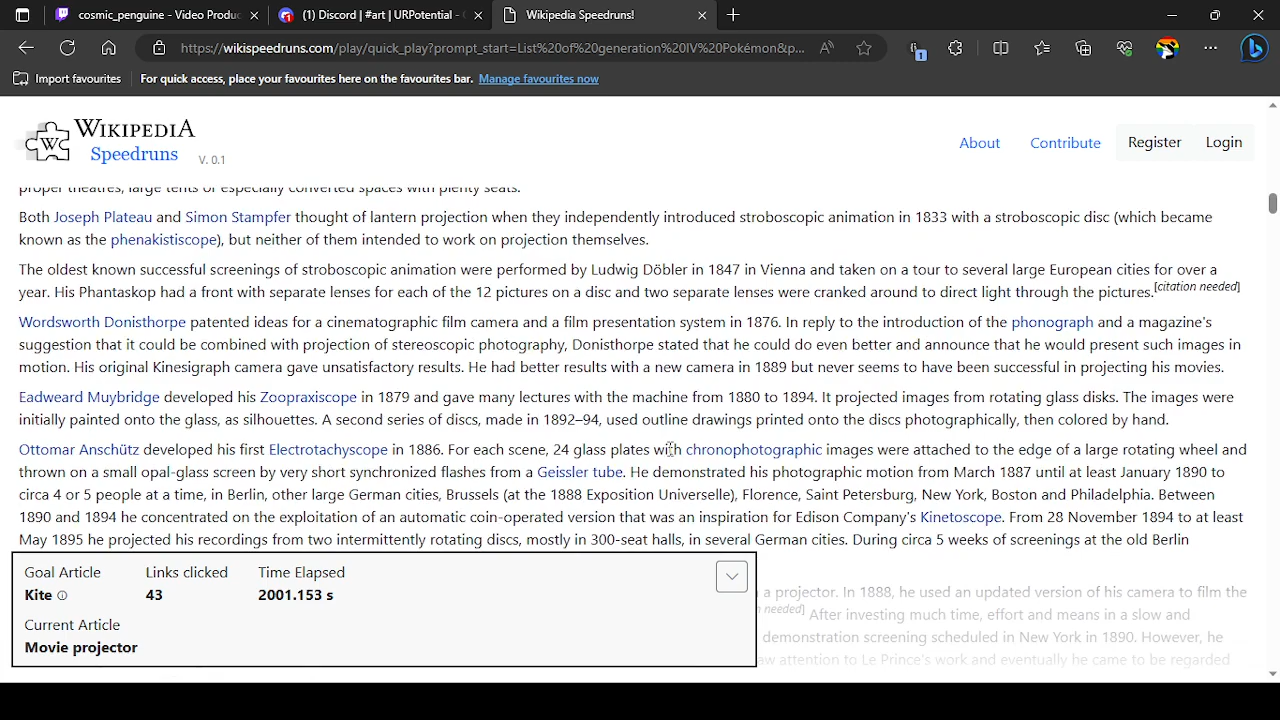 cosmic_penguine - Video Produc
(1) Discord | #art | URPotential -
Wikipedia Speedruns!
https://wikispeedruns.com/play/quick_play?prompt_start=List%20of%20generation%20IV%20Pokémon&p...
1
Import favourites
For quick access, place your favourites here on the favourites bar. Manage favourites now
WIKIPEDIA
Speedruns
V. 0.1
About
Contribute
Register
Login
proper theatres, large tents or especially converted spaces with plenty seats.
Both Joseph Plateau and Simon Stampfer thought of lantern projection when they independently introduced stroboscopic animation in 1833 with a stroboscopic disc (which became
known as the phenakistiscope), but neither of them intended to work on projection themselves.
The oldest known successful screenings of stroboscopic animation were performed by Ludwig Döbler in 1847 in Vienna and taken on a tour to several large European cities for over a
year. His Phantaskop had a front with separate lenses for each of the 12 pictures on a disc and two separate lenses were cranked around to direct light through the pictures.[citation needed]
Wordsworth Donisthorpe patented ideas for a cinematographic film camera and a film presentation system in 1876. In reply to the introduction of the phonograph and a magazine's
suggestion that it could be combined with projection of stereoscopic photography, Donisthorpe stated that he could do even better and announce that he would present such images in
motion. His original Kinesigraph camera gave unsatisfactory results. He had better results with a new camera in 1889 but never seems to have been successful in projecting his movies.
Eadweard Muybridge developed his Zoopraxiscope in 1879 and gave many lectures with the machine from 1880 to 1894. It projected images from rotating glass disks. The images were
initially painted onto the glass, as silhouettes. A second series of discs, made in 1892–94, used outline drawings printed onto the discs photographically, then colored by hand.
Ottomar Anschütz developed his first Electrotachyscope in 1886. For each scene, 24 glass plates with chronophotographic images were attached to the edge of a large rotating wheel and
thrown on a small opal-glass screen by very short synchronized flashes from a Geissler tube. He demonstrated his photographic motion from March 1887 until at least January 1890 to
circa 4 or 5 people at a time, in Berlin, other large German cities, Brussels (at the 1888 Exposition Universelle), Florence, Saint Petersburg, New York, Boston and Philadelphia. Between
1890 and 1894 he concentrated on the exploitation of an automatic coin-operated version that was an inspiration for Edison Company's Kinetoscope. From 28 November 1894 to at least
May 1895 he projected his recordings from two intermittently rotating discs, mostly in 300-seat halls, in several German cities. During circa 5 weeks of screenings at the old Berlin
a projector. In 1888, he used an updated version of his camera to film the
needed] After investing much time, effort and means in a slow and
demonstration screening scheduled in New York in 1890. However, he
aw attention to Le Prince's work and eventually he came to be regarded
Goal Article
Links clicked
Time Elapsed
Kite
43
2001.153 s
Current Article
Movie projector